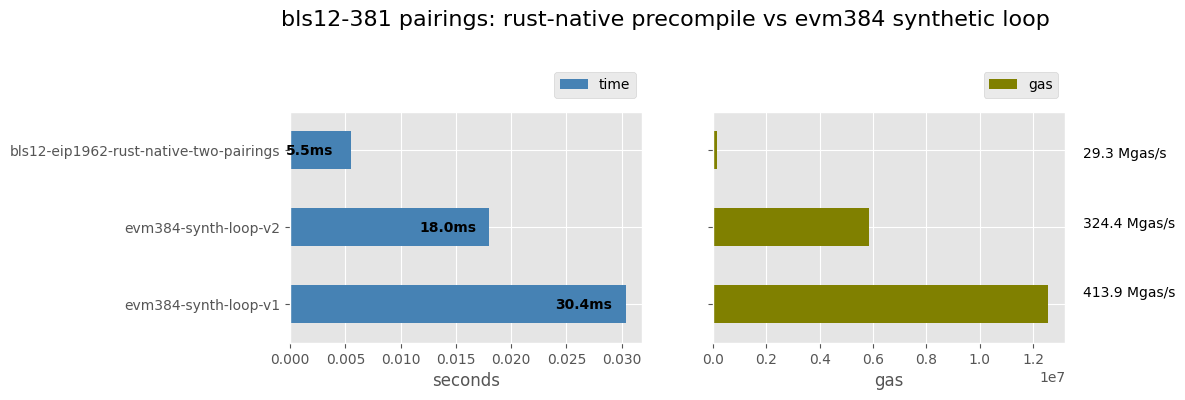 bls12-381 pairings: rust-native precompile vs evm384 synthetic loop
time
gas
bls12-eip1962-rust-native-two-pairings
5.5ms
29.3 Mgas/s
evm384-synth-loop-v2
18.0ms
324.4 Mgas/s
evm384-synth-loop-v1
30.4ms
413.9 Mgas/s
0.000 0.005 0.010 0.015 0.020 0.025 0.030
0.0 0.2 0.4 0.6 0.8 1.0 1.2
1e7
seconds
gas